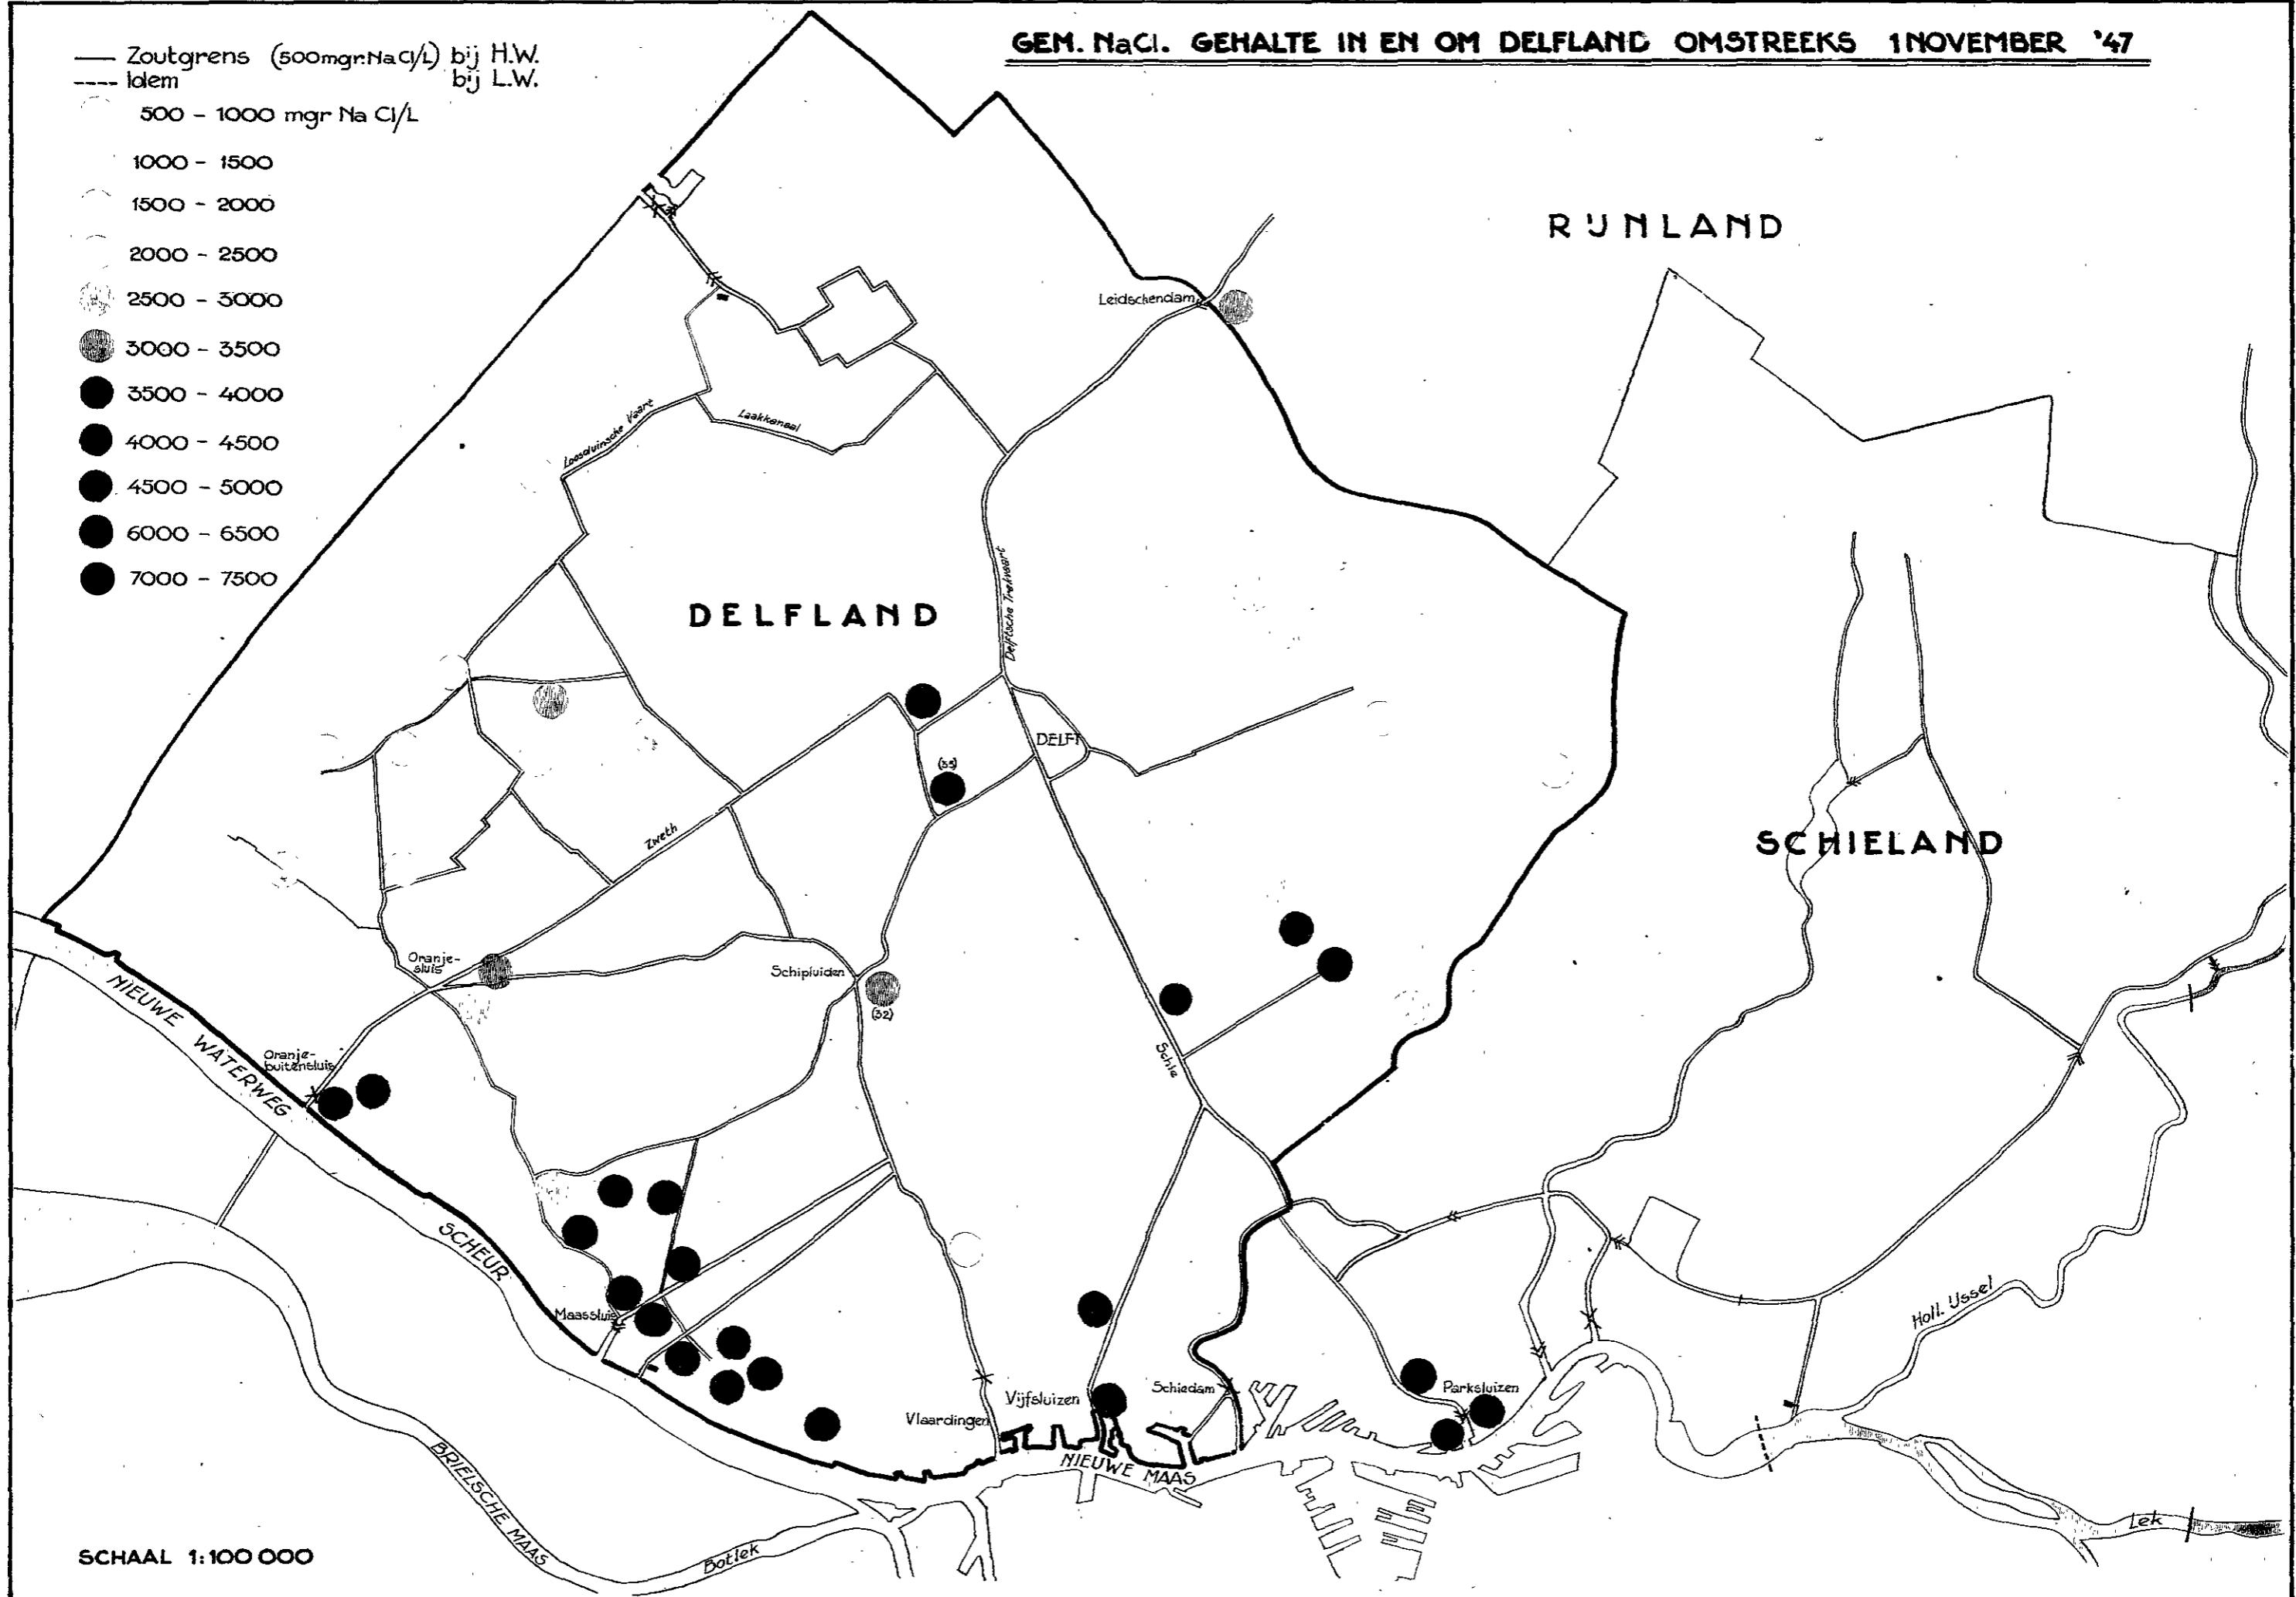 GEM. NaCl. GEHALTE IN EN OM DELFLAND OMSTREEKS 1 NOVEMBER '47
Zoutgrens (500mgr.NaCl/L) bij H.W.
Idem bij L.W.
500 - 1000 mgr Na Cl/L
1000 - 1500
1500 - 2000
2000 - 2500
2500 - 3000
3000 - 3500
3500 - 4000
4000 - 4500
4500 - 5000
6000 - 6500
7000 - 7500
RIJNLAND
Leidschendam
Loosduinsche Vaart
Laakkanaal
DELFLAND
Delftsche Trekvaart
DELFT
(35)
Zweth
SCHIELAND
Oranje-
sluis
Schipluiden
(32)
NIEUWE WATERWEG
Oranje-
buitensluis
Schie
SCHEUR
Maassluis
Holl. IJssel
Vijfsluizen
Schiedam
Parksluizen
Vlaardingen
NIEUWE MAAS
BRIELSCHE MAAS
Botlek
Lek
SCHAAL 1:100 000